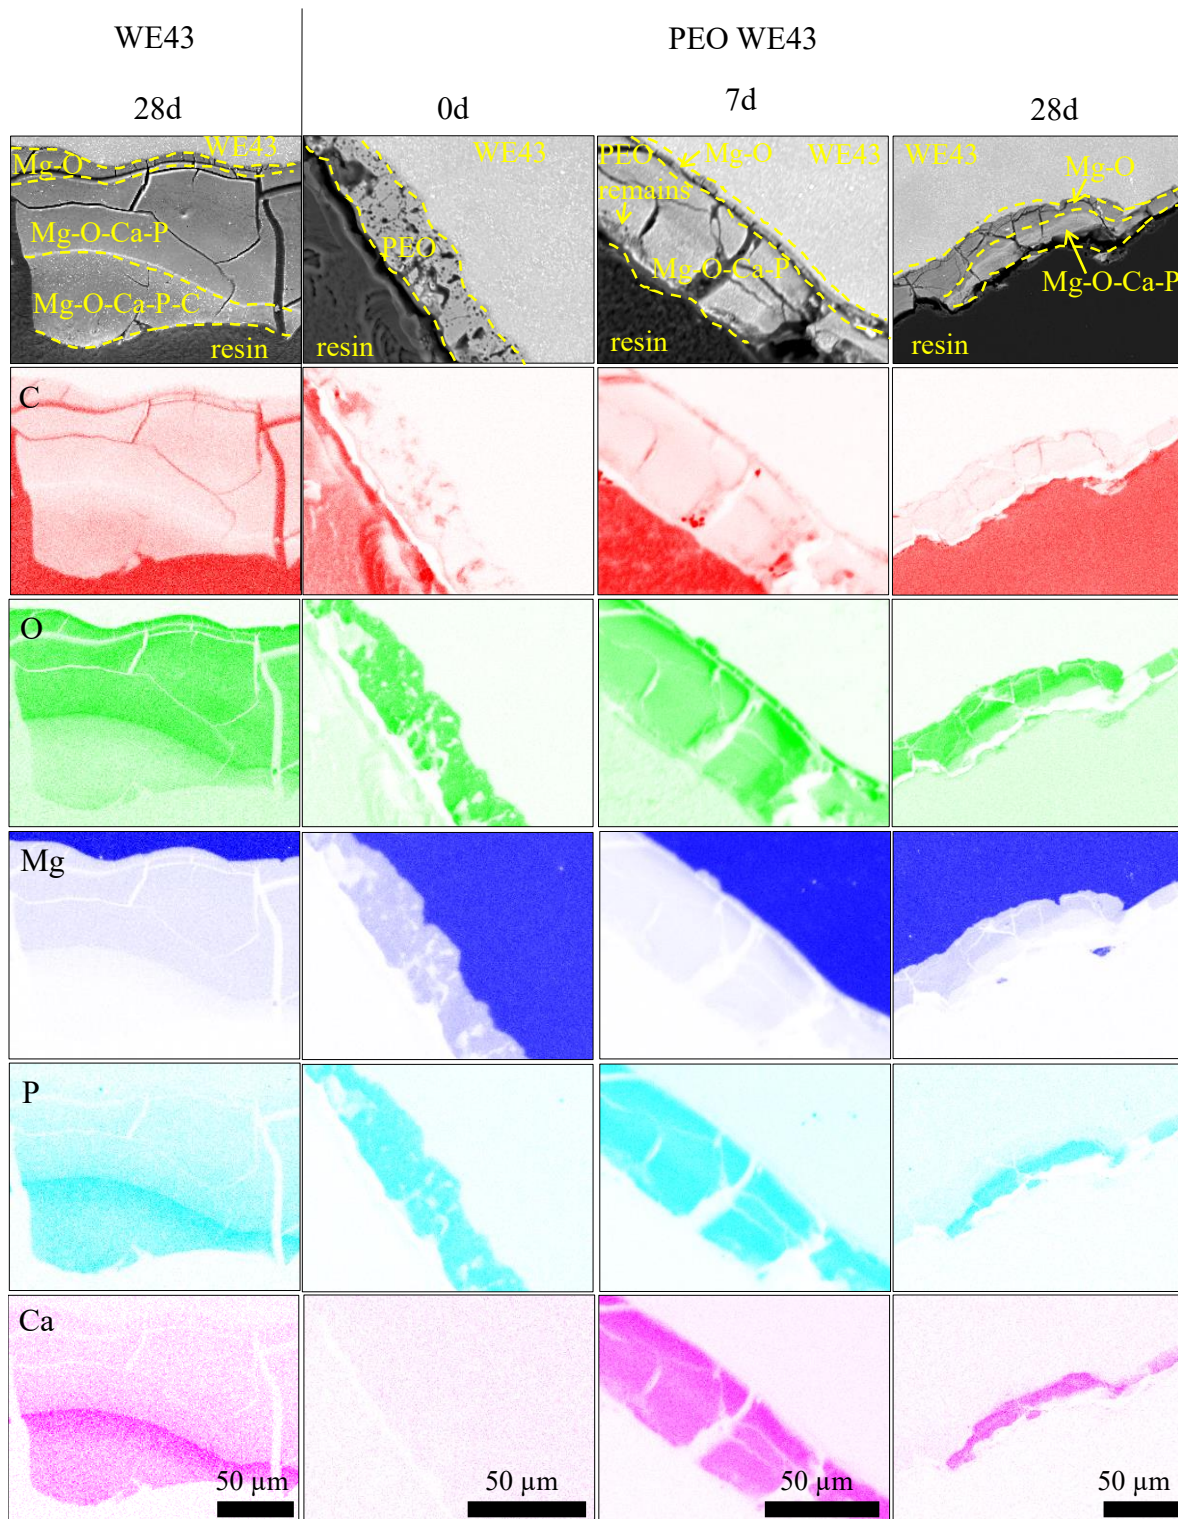 WE43
PEO WE43
28d
0d
7d
28d
WE43
Mg-O
Mg-O-Ca-P
Mg-O-Ca-P-C
resin
WE43
PEO
resin
PEO
remains
Mg-O
WE43
Mg-O-Ca-P
resin
WE43
Mg-O
Mg-O-Ca-P
resin
C
O
Mg
P
Ca
50 µm
50 µm
50 µm
50 µm